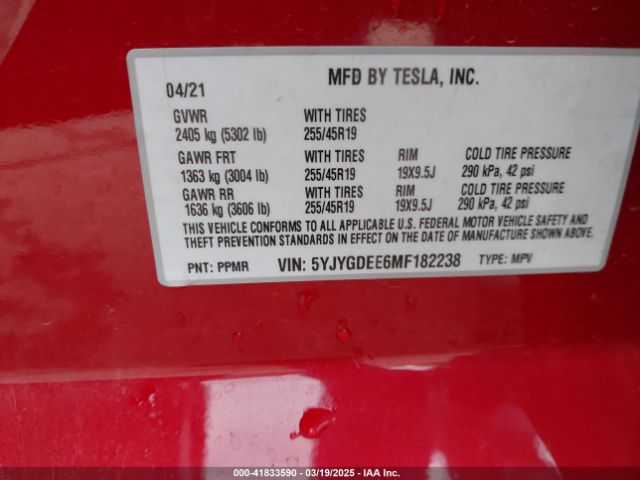 04/21
MFD BY TESLA, INC.
GVWR WITH TIRES
2405 kg (5302 lb) 255/45R19
GAWR FRT WITH TIRES RIM COLD TIRE PRESSURE
1363 kg (3004 lb) 255/45R19 19X9.5J 290 kPa, 42 psi
GAWR RR WITH TIRES RIM COLD TIRE PRESSURE
1636 kg (3606 lb) 255/45R19 19X9.5J 290 kPa, 42 psi
THIS VEHICLE CONFORMS TO ALL APPLICABLE U.S. FEDERAL MOTOR VEHICLE SAFETY AND
THEFT PREVENTION STANDARDS IN EFFECT ON THE DATE OF MANUFACTURE SHOWN ABOVE.
PNT: PPMR VIN: 5YJYGDEE6MF182238 TYPE: MPV
000-41833590 - 03/19/2025 - IAA Inc.